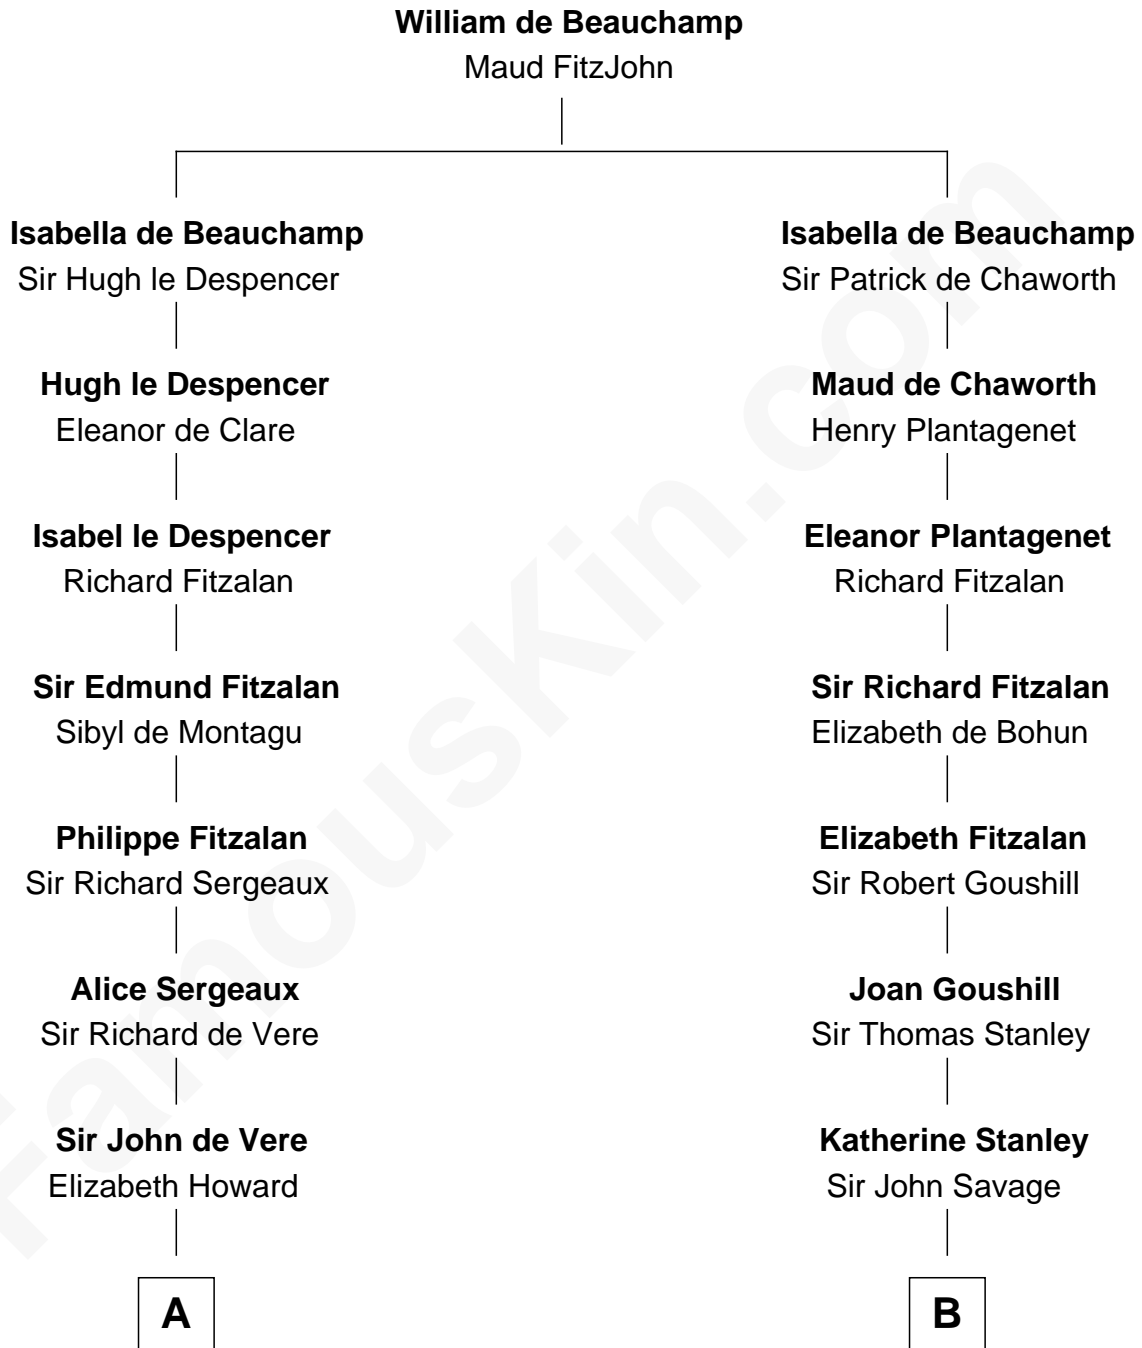 William de Beauchamp
Maud FitzJohn
Isabella de Beauchamp
Sir Hugh le Despencer
Hugh le Despencer
Eleanor de Clare
Isabel le Despencer
Richard Fitzalan
Sir Edmund Fitzalan
Sibyl de Montagu
Philippe Fitzalan
Sir Richard Sergeaux
Alice Sergeaux
Sir Richard de Vere
Sir John de Vere
Elizabeth Howard
A
Isabella de Beauchamp
Sir Patrick de Chaworth
Maud de Chaworth
Henry Plantagenet
Eleanor Plantagenet
Richard Fitzalan
Sir Richard Fitzalan
Elizabeth de Bohun
Elizabeth Fitzalan
Sir Robert Goushill
Joan Goushill
Sir Thomas Stanley
Katherine Stanley
Sir John Savage
B
FamousKin.com